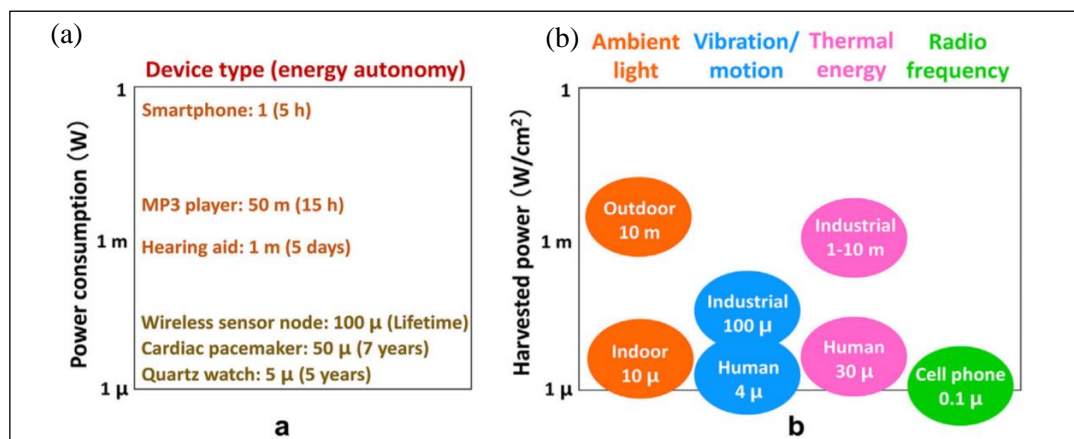 (a)
Device type (energy autonomy)
Power consumption (W)
1
1 m
1 μ
Smartphone: 1 (5 h)
MP3 player: 50 m (15 h)
Hearing aid: 1 m (5 days)
Wireless sensor node: 100 μ (Lifetime)
Cardiac pacemaker: 50 μ (7 years)
Quartz watch: 5 μ (5 years)
a
(b)
Ambient
light
Vibration/
motion
Thermal
energy
Radio
frequency
Harvested power (W/cm²)
1
1 m
1 μ
Outdoor
10 m
Industrial
1-10 m
Industrial
100 μ
Indoor
10 μ
Human
4 μ
Human
30 μ
Cell phone
0.1 μ
b